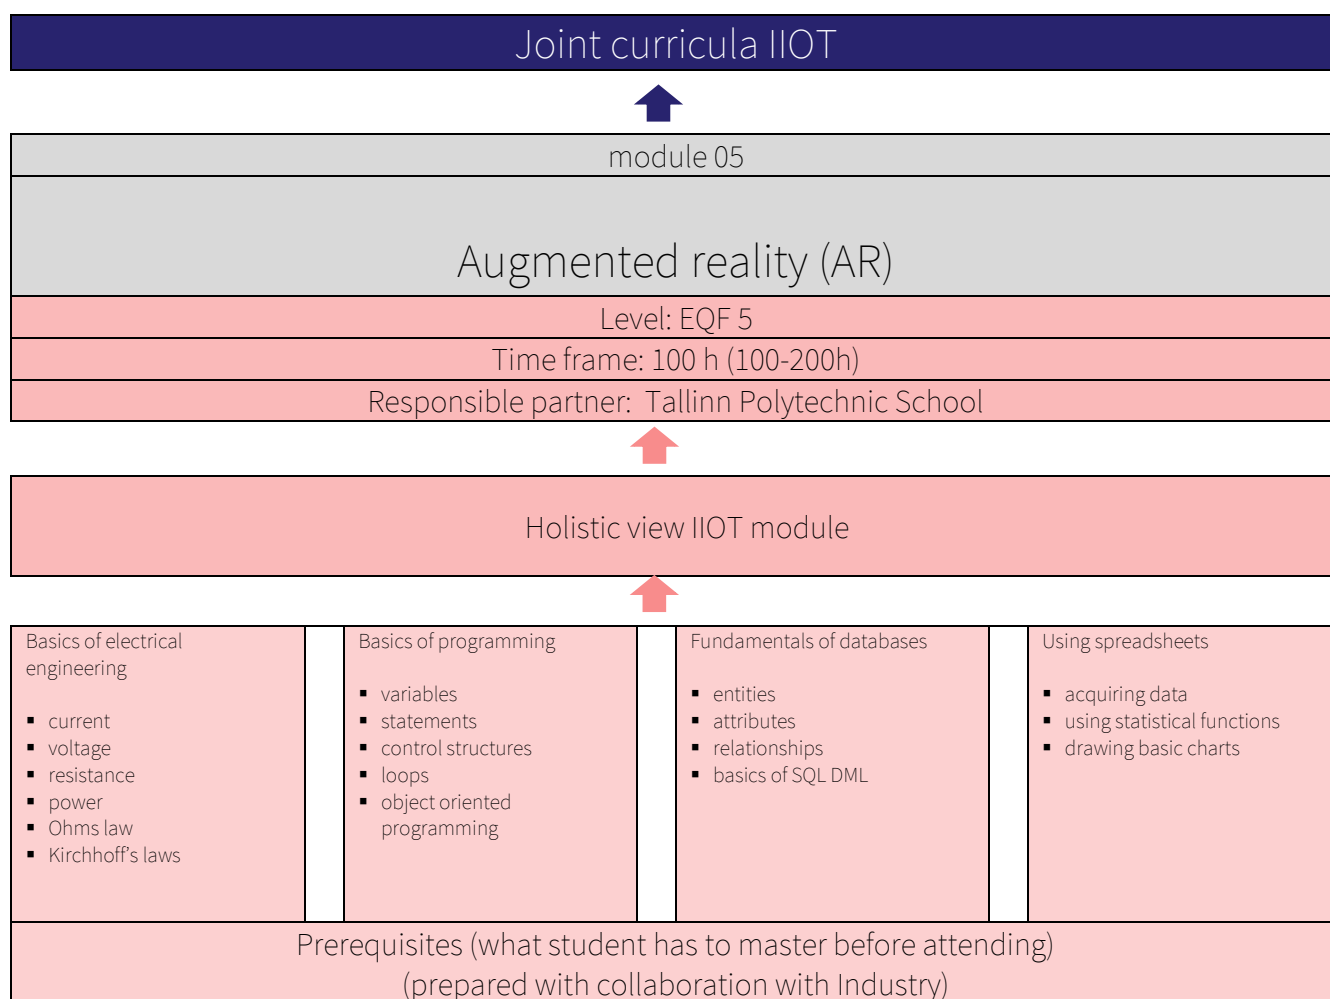 Joint curricula IIOT
module 05
Augmented reality (AR)
Level: EQF 5
Time frame: 100 h (100-200h)
Responsible partner: Tallinn Polytechnic School
Holistic view IIOT module
Basics of electrical
engineering
▪ current
▪ voltage
▪ resistance
▪ power
▪ Ohms law
▪ Kirchhoff’s laws
Basics of programming
▪ variables
▪ statements
▪ control structures
▪ loops
▪ object oriented
programming
Fundamentals of databases
▪ entities
▪ attributes
▪ relationships
▪ basics of SQL DML
Using spreadsheets
▪ acquiring data
▪ using statistical functions
▪ drawing basic charts
Prerequisites (what student has to master before attending)
(prepared with collaboration with Industry)